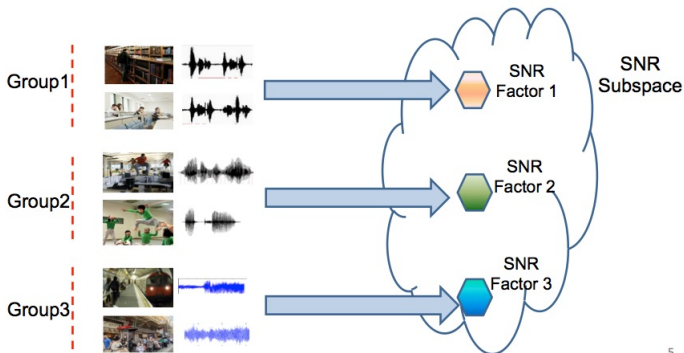 Group1
SNR
Factor 1
SNR
Subspace
Group2
SNR
Factor 2
Group3
SNR
Factor 3
5